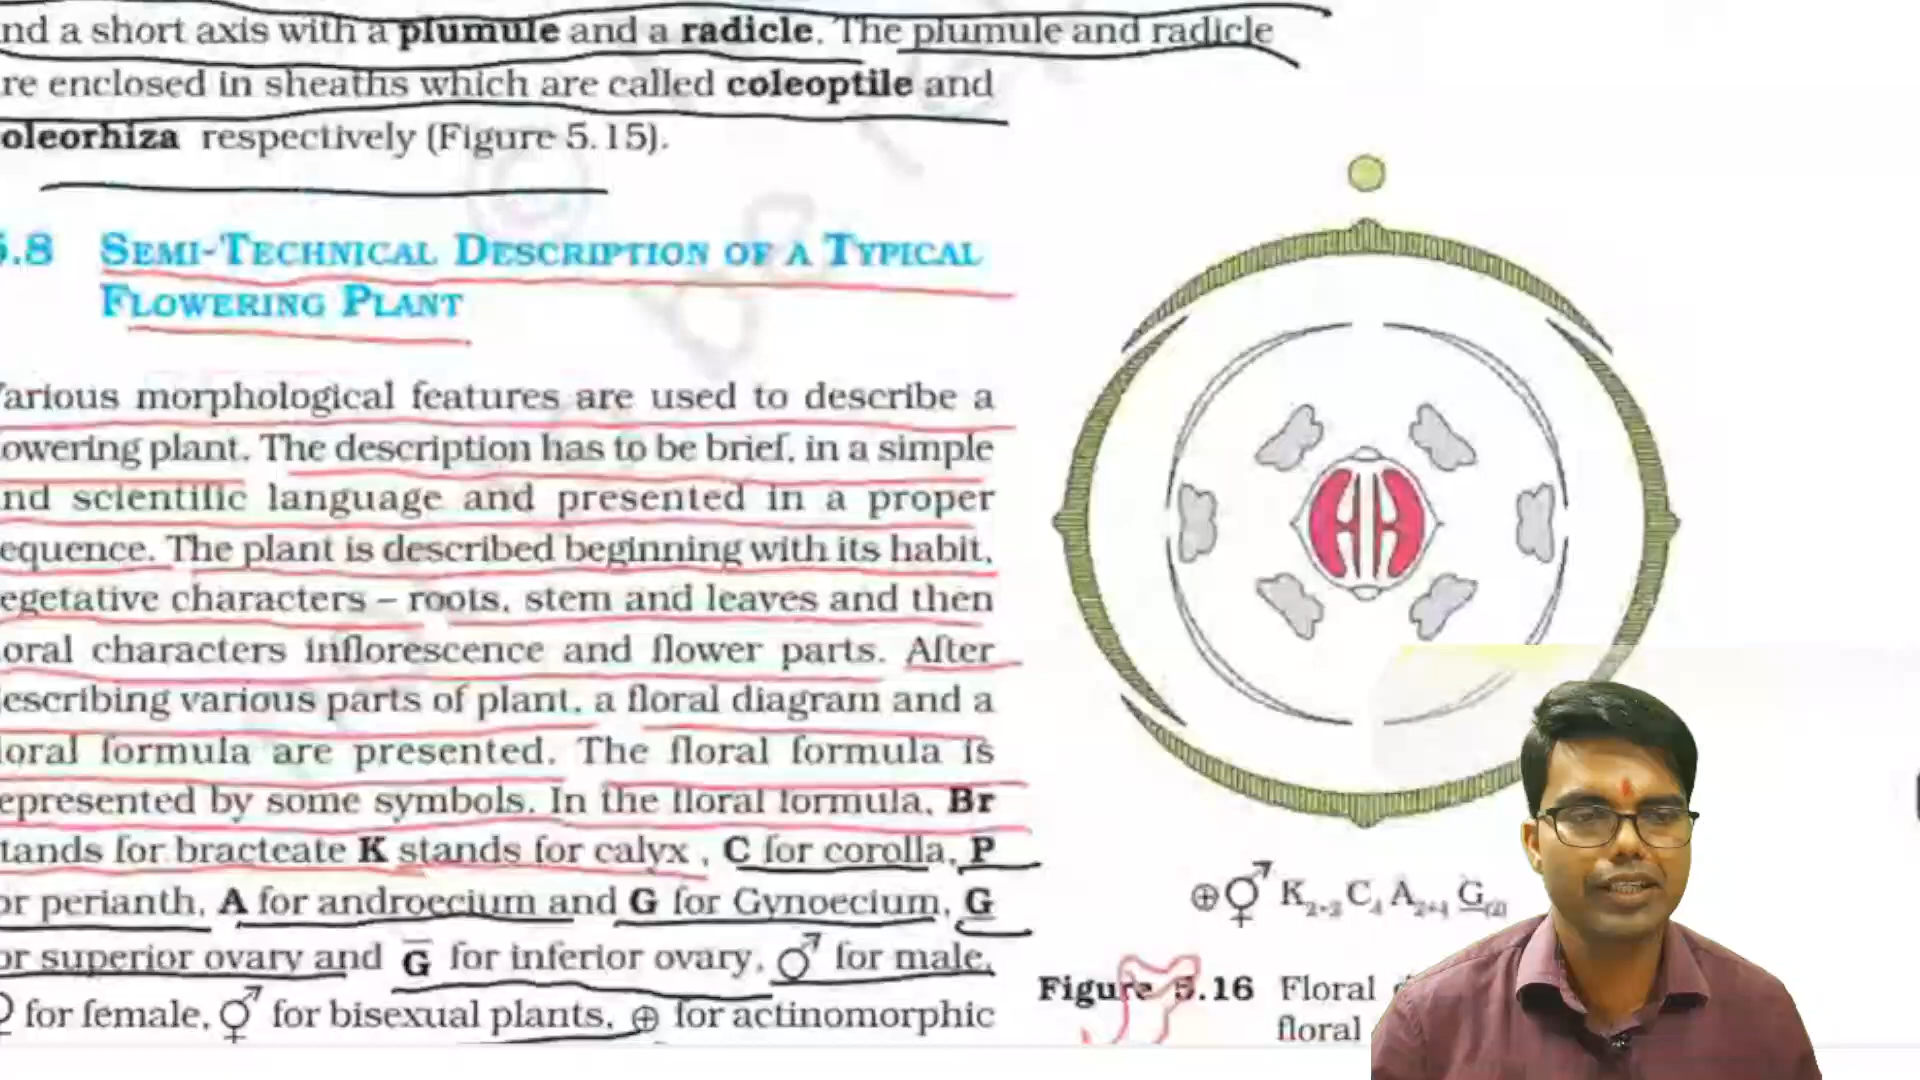 nd a short axis with a plumule and a radicle. The plumule and radicle
re enclosed in sheaths which are called coleoptile and
oleorhiza respectively (Figure 5.15).
5.8 SEMI-TECHNICAL DESCRIPTION OF A TYPICAL
FLOWERING PLANT
Various morphological features are used to describe a
lowering plant. The description has to be brief, in a simple
nd scientific language and presented in a proper
equence. The plant is described beginning with its habit,
egetative characters – roots, stem and leaves and then
loral characters inflorescence and flower parts. After
describing various parts of plant, a floral diagram and a
loral formula are presented. The floral formula is
epresented by some symbols. In the floral formula, Br
tands for bracteate K stands for calyx , C for corolla, P
or perianth, A for androecium and G for Gynoecium, G
or superior ovary and G̅ for inferior ovary, ♂ for male,
♀ for female, ⚥ for bisexual plants, ⊕ for actinomorphic
⊕ ⚥ K2+2 C4 A2+4 G(2)
Figure 5.16 Floral
floral